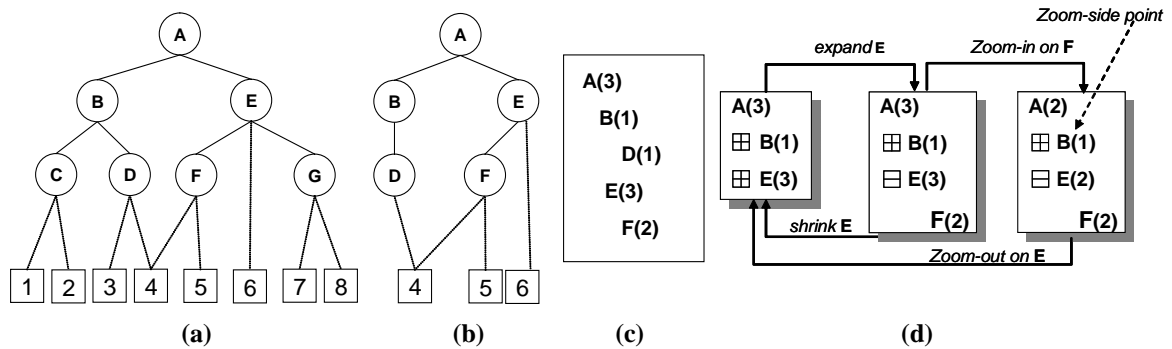 A
B
E
C
D
F
G
1
2
3
4
5
6
7
8
(a)
A
B
E
D
F
4
5
6
(b)
A(3)
B(1)
D(1)
E(3)
F(2)
(c)
Zoom-side point
expand E
Zoom-in on F
A(3)
B(1)
E(3)
A(3)
B(1)
E(3)
F(2)
A(2)
B(1)
E(2)
F(2)
shrink E
Zoom-out on E
(d)